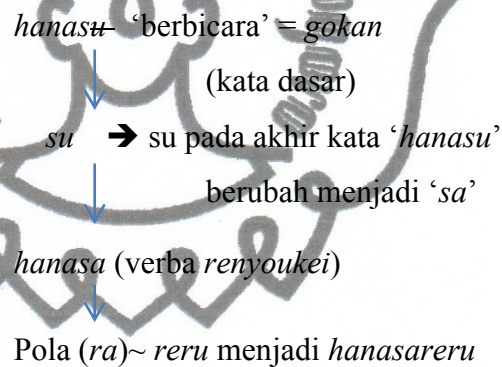 hanasu ‘berbicara’ = gokan
(kata dasar)
su ➔ su pada akhir kata ‘hanasu’
berubah menjadi ‘sa’
hanasa (verba renyoukei)
Pola (ra)~ reru menjadi hanasareru